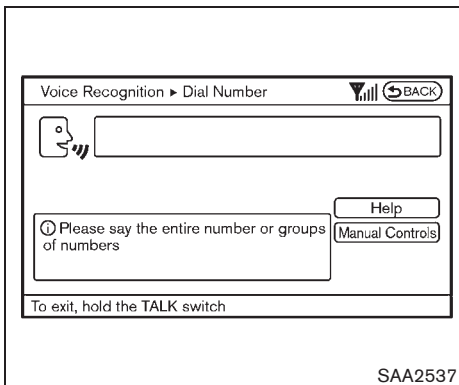 Voice Recognition ▸ Dial Number
BACK
Help
ⓘ Please say the entire number or groups
of numbers
Manual Controls
To exit, hold the TALK switch
SAA2537